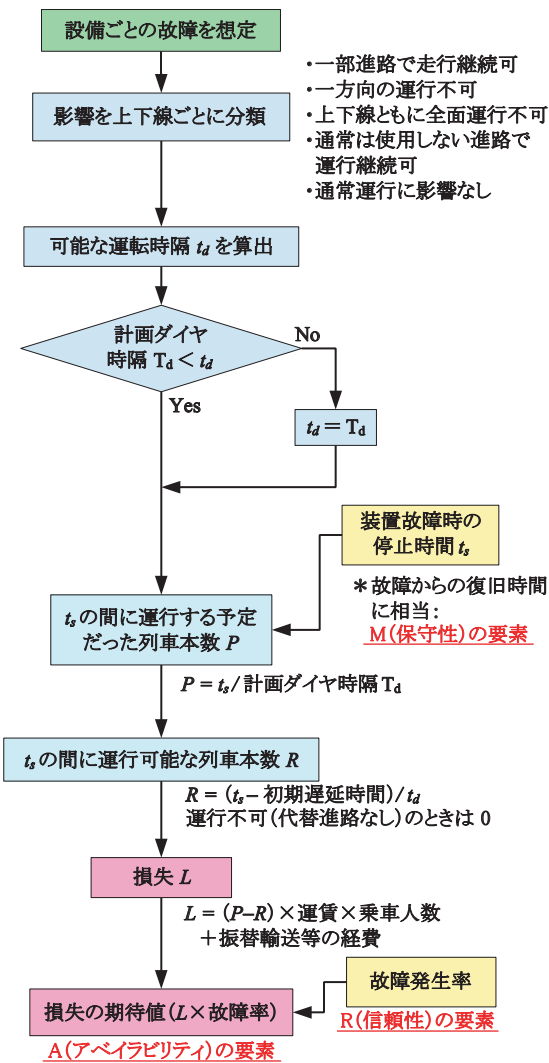 設備ごとの故障を想定
・一部進路で走行継続可
・一方向の運行不可
・上下線ともに全面運行不可
・通常は使用しない進路で
運行継続可
・通常運行に影響なし
影響を上下線ごとに分類
可能な運転時隔 td を算出
計画ダイヤ
時隔 Td＜td
No
Yes
td＝Td
装置故障時の
停止時間 ts
＊故障からの復旧時間
に相当：
M（保守性）の要素
tsの間に運行する予定
だった列車本数 P
P＝ts/計画ダイヤ時隔Td
tsの間に運行可能な列車本数 R
R＝（ts－初期遅延時間）/td
運行不可（代替進路なし）のときは 0
損失 L
L＝（P–R）×運賃×乗車人数
＋振替輸送等の経費
故障発生率
R（信頼性）の要素
損失の期待値（L×故障率）
A（アベイラビリティ）の要素